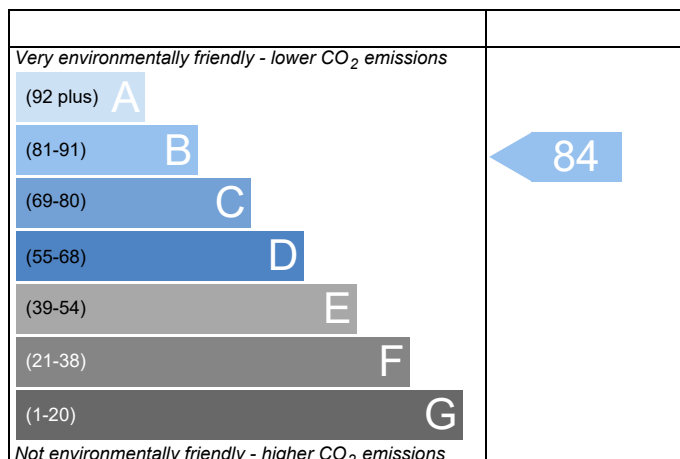 Very environmentally friendly - lower CO2 emissions
(92 plus) A
(81-91) B
84
(69-80) C
(55-68) D
(39-54) E
(21-38) F
(1-20) G
Not environmentally friendly - higher CO2 emissions